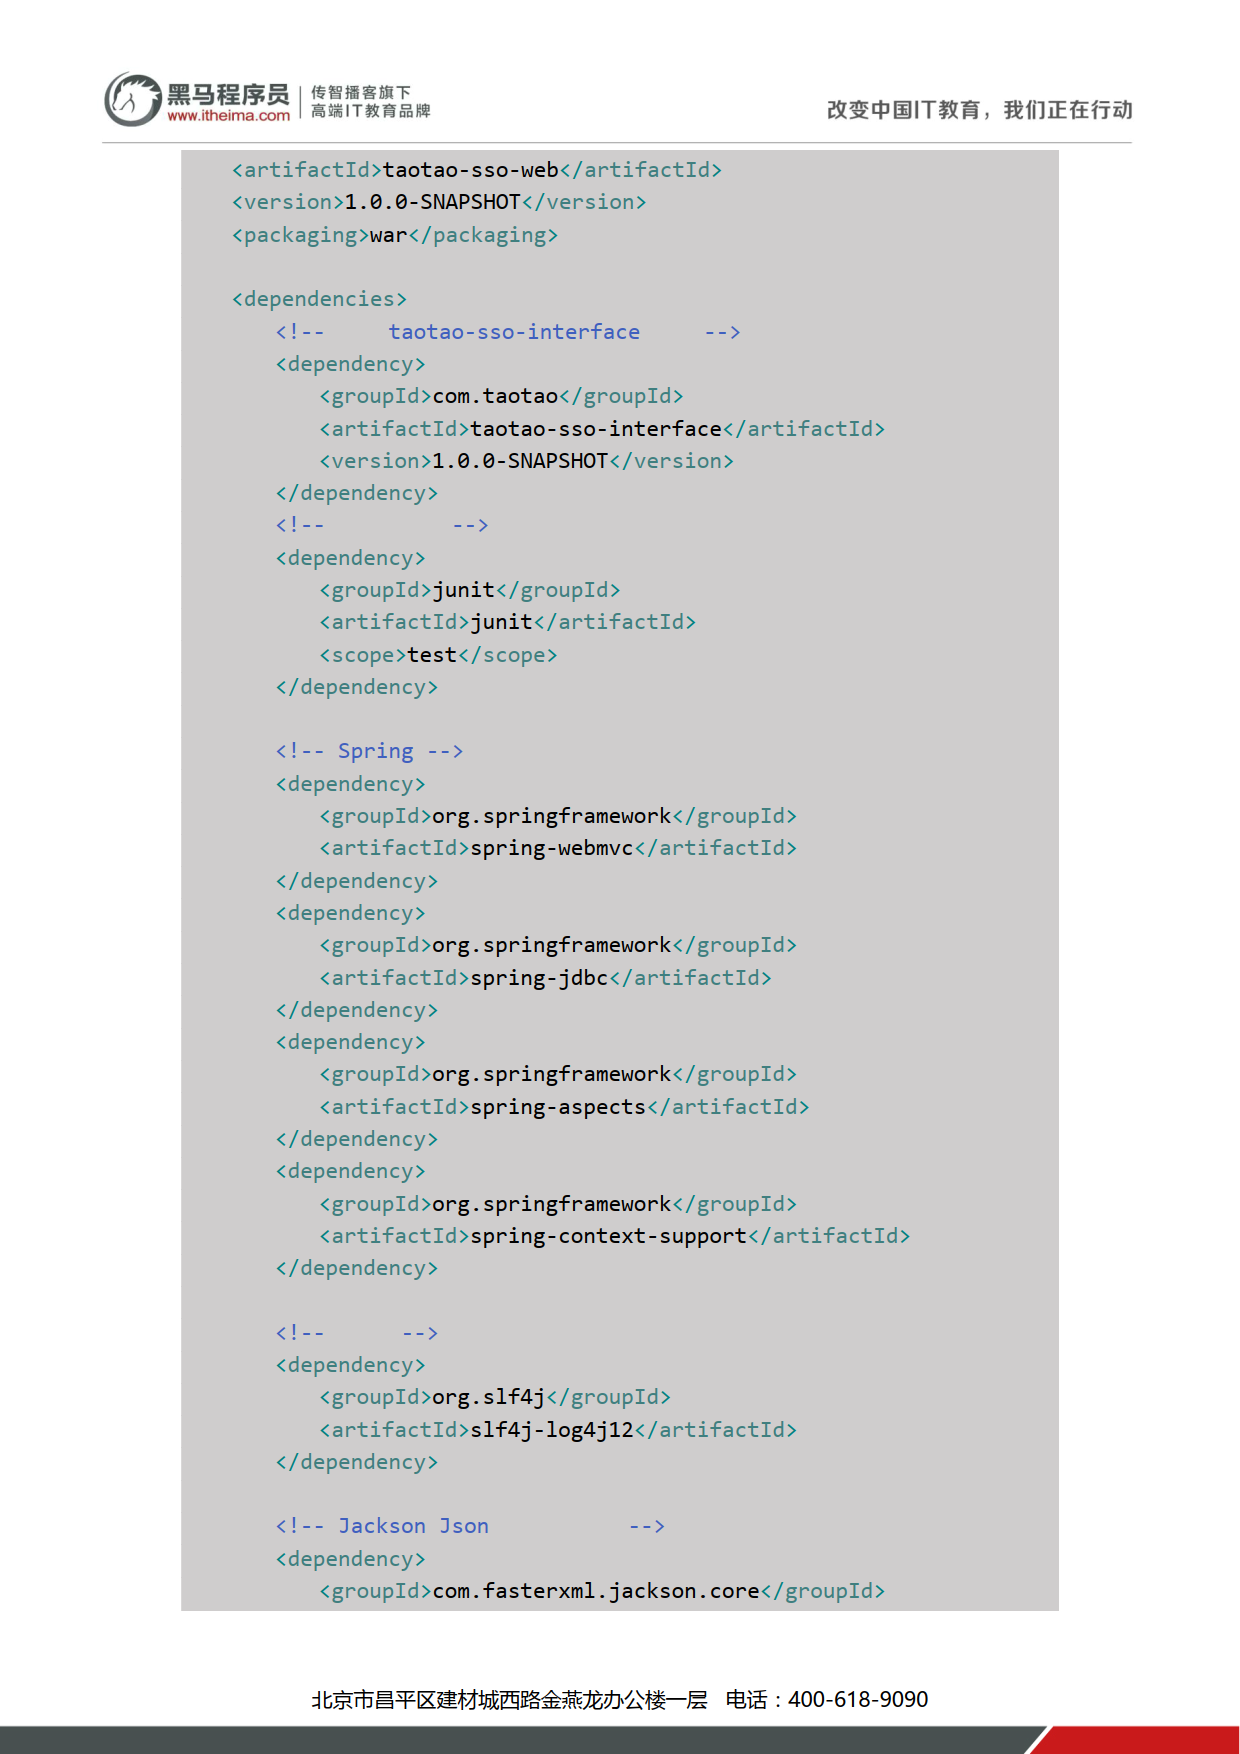 黑马程序员
www.itheima.com
传智播客旗下
高端IT教育品牌
改变中国IT教育，我们正在行动
<artifactId>taotao-sso-web</artifactId>
<version>1.0.0-SNAPSHOT</version>
<packaging>war</packaging>
<dependencies>
<!-- taotao-sso-interface -->
<dependency>
<groupId>com.taotao</groupId>
<artifactId>taotao-sso-interface</artifactId>
<version>1.0.0-SNAPSHOT</version>
</dependency>
<!-- -->
<dependency>
<groupId>junit</groupId>
<artifactId>junit</artifactId>
<scope>test</scope>
</dependency>
<!-- Spring -->
<dependency>
<groupId>org.springframework</groupId>
<artifactId>spring-webmvc</artifactId>
</dependency>
<dependency>
<groupId>org.springframework</groupId>
<artifactId>spring-jdbc</artifactId>
</dependency>
<dependency>
<groupId>org.springframework</groupId>
<artifactId>spring-aspects</artifactId>
</dependency>
<dependency>
<groupId>org.springframework</groupId>
<artifactId>spring-context-support</artifactId>
</dependency>
<!-- -->
<dependency>
<groupId>org.slf4j</groupId>
<artifactId>slf4j-log4j12</artifactId>
</dependency>
<!-- Jackson Json -->
<dependency>
<groupId>com.fasterxml.jackson.core</groupId>
北京市昌平区建材城西路金燕龙办公楼一层 电话：400-618-9090